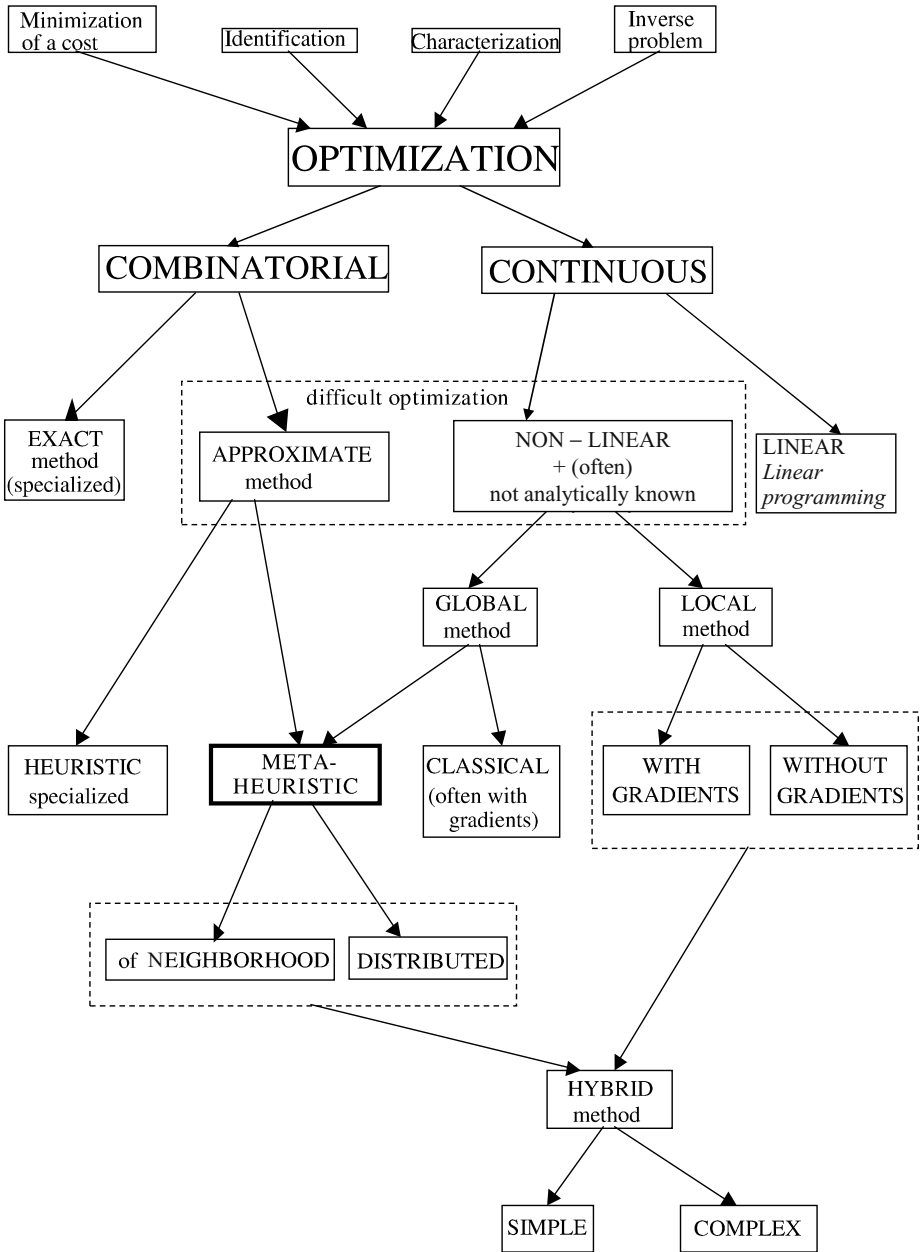 Minimization
of a cost
Identification
Characterization
Inverse
problem
OPTIMIZATION
COMBINATORIAL
CONTINUOUS
difficult optimization
EXACT
method
(specialized)
APPROXIMATE
method
NON – LINEAR
+ (often)
not analytically known
LINEAR
Linear
programming
GLOBAL
method
LOCAL
method
HEURISTIC
specialized
META-
HEURISTIC
CLASSICAL
(often with
gradients)
WITH
GRADIENTS
WITHOUT
GRADIENTS
of NEIGHBORHOOD
DISTRIBUTED
HYBRID
method
SIMPLE
COMPLEX